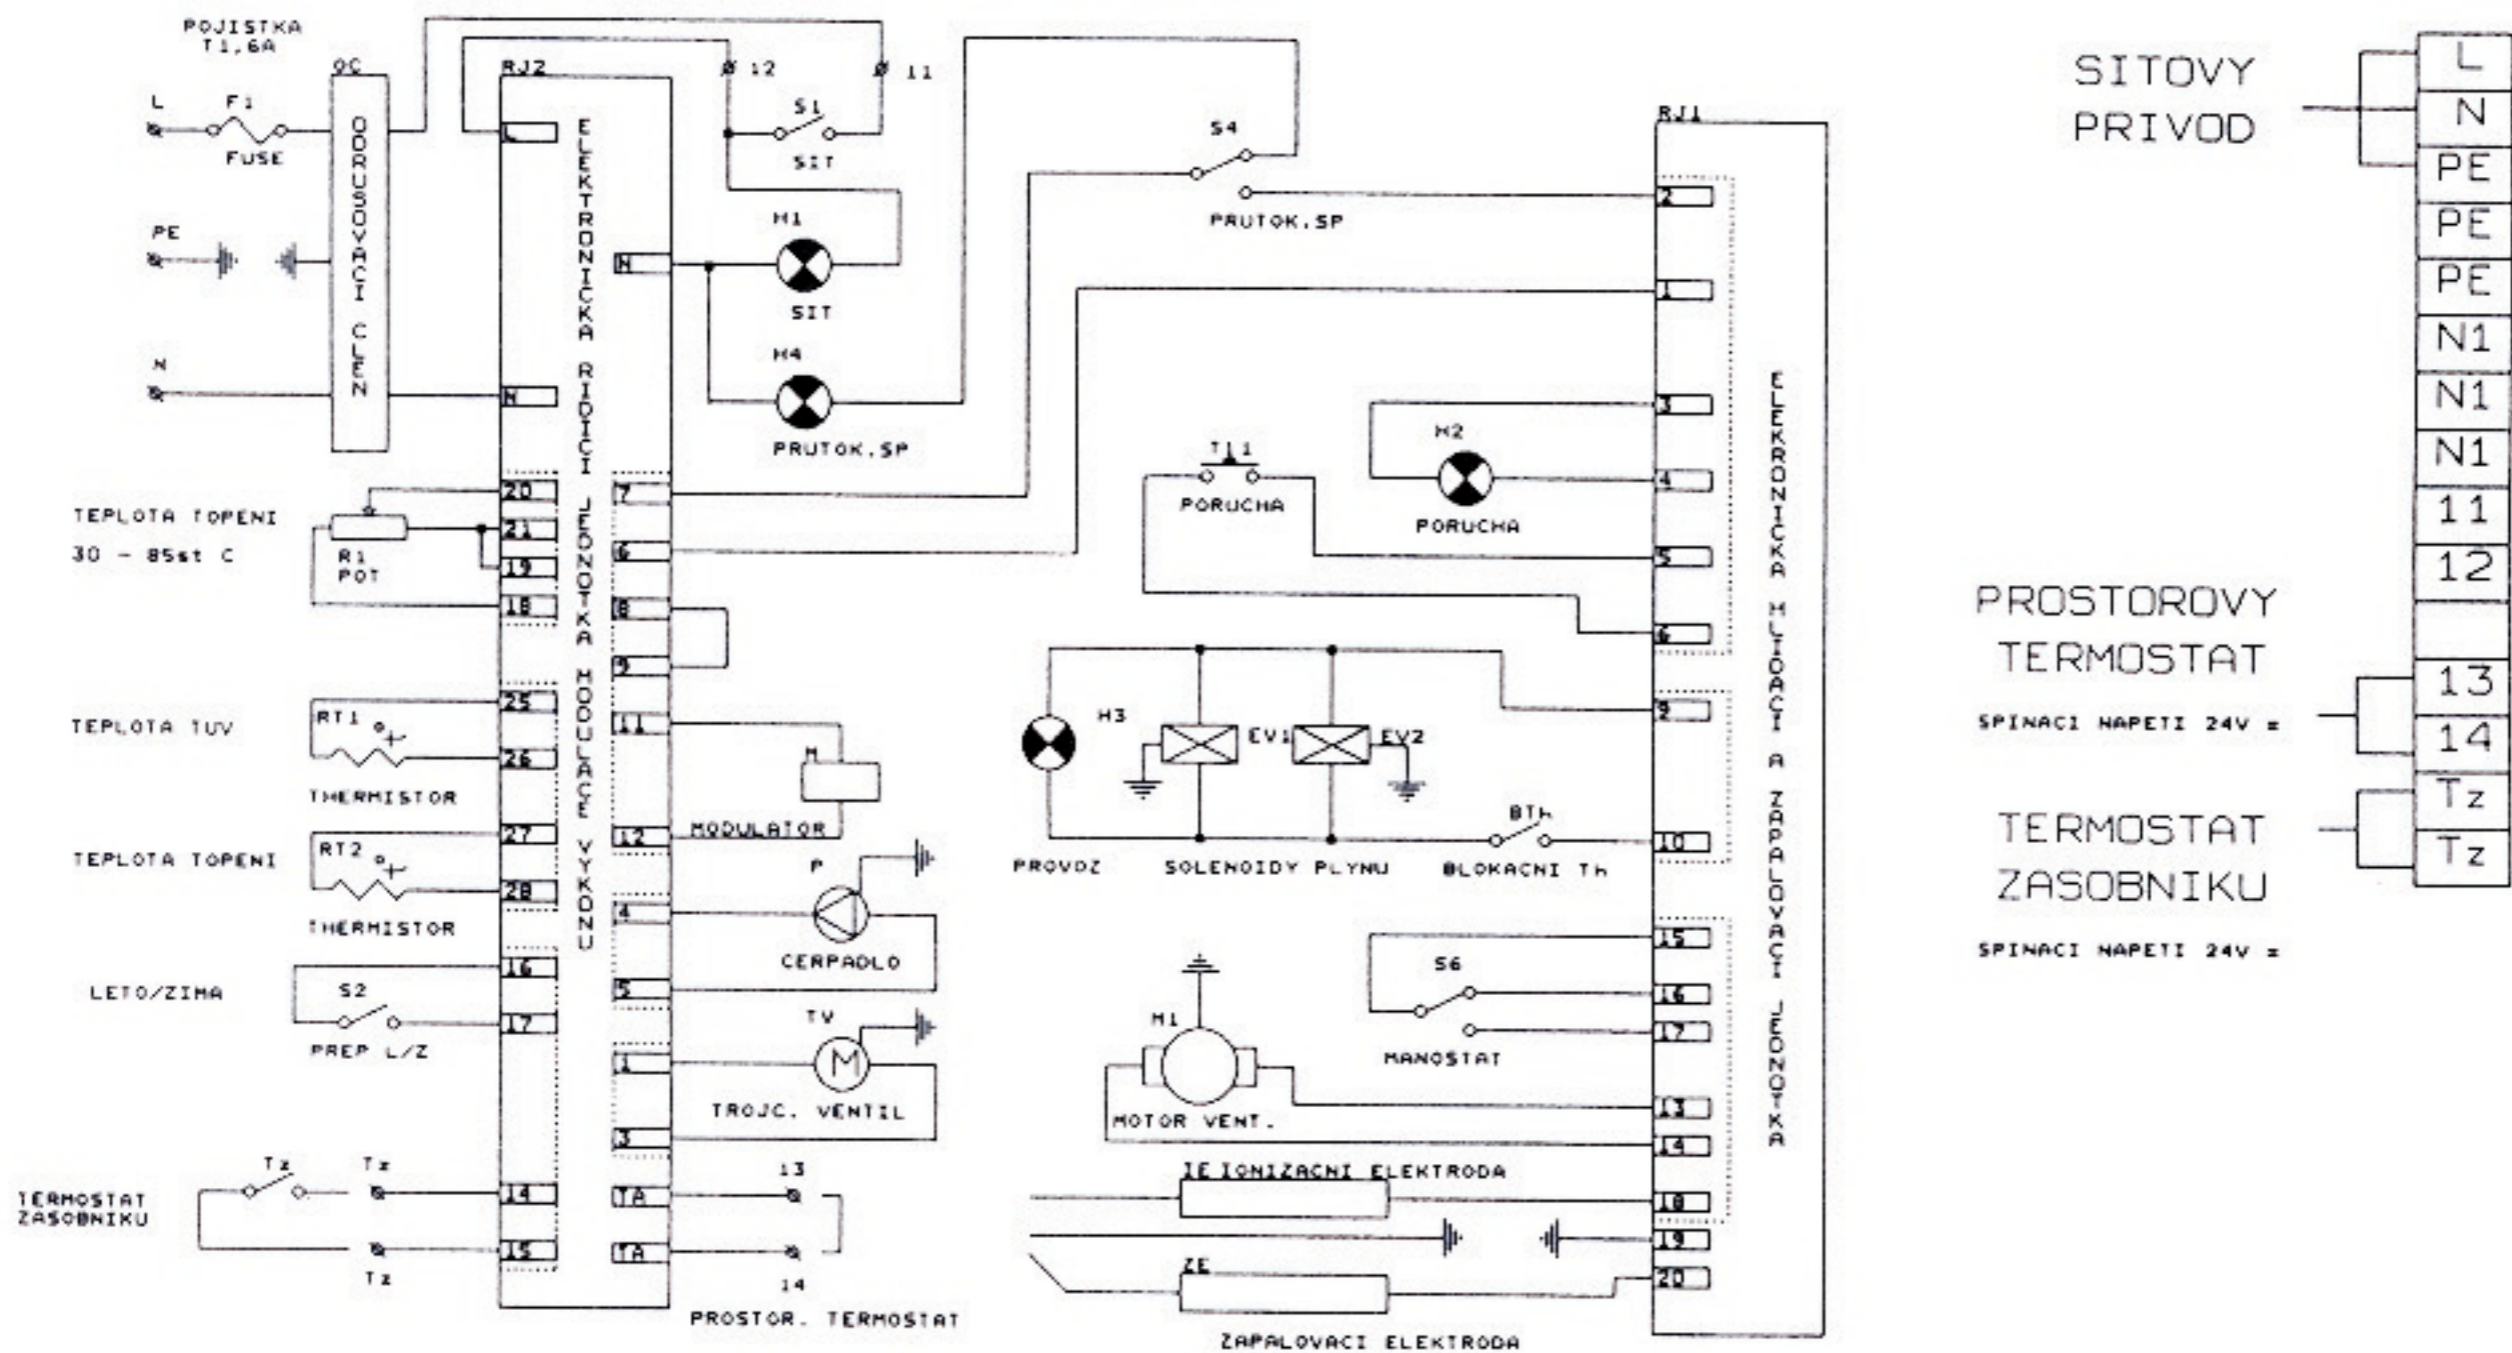 POJISTKA
T1,6A
L
F1
FUSE
PE
N
OC
ODRUSOVACI CLEN
RJ2
L
N
ELEKTRONICKA RIDICI JEDNOTKA MODULACE VYKONU
N
12
11
S1
SIT
H1
SIT
H4
PRUTOK.SP
S4
PRUTOK.SP
TEPLOTA TOPENI
30 - 85st C
R1
POT
20
21
19
18
TEPLOTA TUV
RT1
THERMISTOR
25
26
TEPLOTA TOPENI
RT2
THERMISTOR
27
28
LETO/ZIMA
S2
PREP L/Z
16
17
TERMOSTAT
ZASOBNIKU
Tz
Tz
Tz
14
15
7
6
8
9
11
12
M
MODULATOR
4
5
P
CERPADLO
1
3
TV
M
TROJC. VENTIL
TA
TA
13
14
PROSTOR. TERMOSTAT
RJ1
2
1
3
4
5
6
9
10
15
16
17
13
14
18
19
20
ELEKRONICKA HLIDACI A ZAPALOVACI JEDNOTKA
T11
PORUCHA
H2
PORUCHA
H3
PROVOZ
EV1
EV2
SOLENOIDY PLYNU
BTh
BLOKACNI Th
S6
MANOSTAT
M1
MOTOR VENT.
IE IONIZACNI ELEKTRODA
ZE
ZAPALOVACI ELEKTRODA
SITOVY
PRIVOD
PROSTOROVY
TERMOSTAT
SPINACI NAPETI 24V =
TERMOSTAT
ZASOBNIKU
SPINACI NAPETI 24V =
L
N
PE
PE
PE
N1
N1
N1
11
12
13
14
Tz
Tz